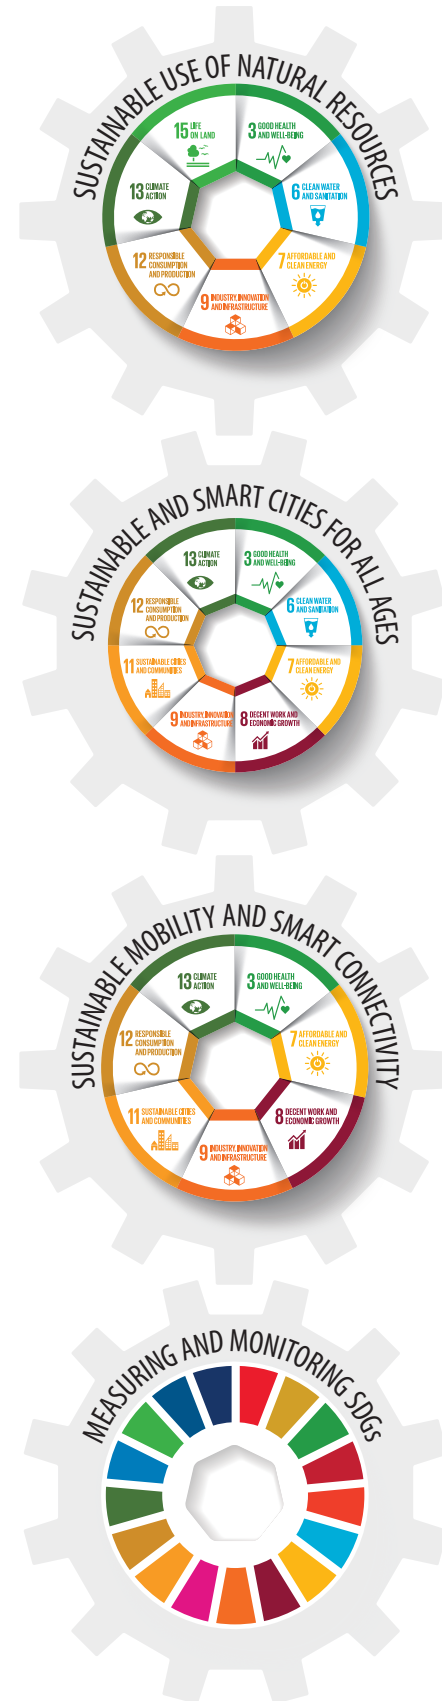 SUSTAINABLE USE OF NATURAL RESOURCES
15 LIFE
ON LAND
3 GOOD HEALTH
AND WELL-BEING
13 CLIMATE
ACTION
6 CLEAN WATER
AND SANITATION
12 RESPONSIBLE
CONSUMPTION
AND PRODUCTION
7 AFFORDABLE AND
CLEAN ENERGY
9 INDUSTRY, INNOVATION
AND INFRASTRUCTURE
SUSTAINABLE AND SMART CITIES FOR ALL AGES
13 CLIMATE
ACTION
3 GOOD HEALTH
AND WELL-BEING
12 RESPONSIBLE
CONSUMPTION
AND PRODUCTION
6 CLEAN WATER
AND SANITATION
11 SUSTAINABLE CITIES
AND COMMUNITIES
7 AFFORDABLE AND
CLEAN ENERGY
9 INDUSTRY, INNOVATION
AND INFRASTRUCTURE
8 DECENT WORK AND
ECONOMIC GROWTH
SUSTAINABLE MOBILITY AND SMART CONNECTIVITY
13 CLIMATE
ACTION
3 GOOD HEALTH
AND WELL-BEING
12 RESPONSIBLE
CONSUMPTION
AND PRODUCTION
7 AFFORDABLE AND
CLEAN ENERGY
11 SUSTAINABLE CITIES
AND COMMUNITIES
8 DECENT WORK AND
ECONOMIC GROWTH
9 INDUSTRY, INNOVATION
AND INFRASTRUCTURE
MEASURING AND MONITORING SDGs